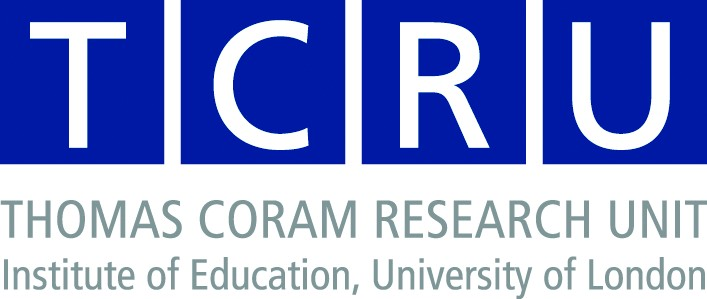 TCRU
THOMAS CORAM RESEARCH UNIT
Institute of Education, University of London